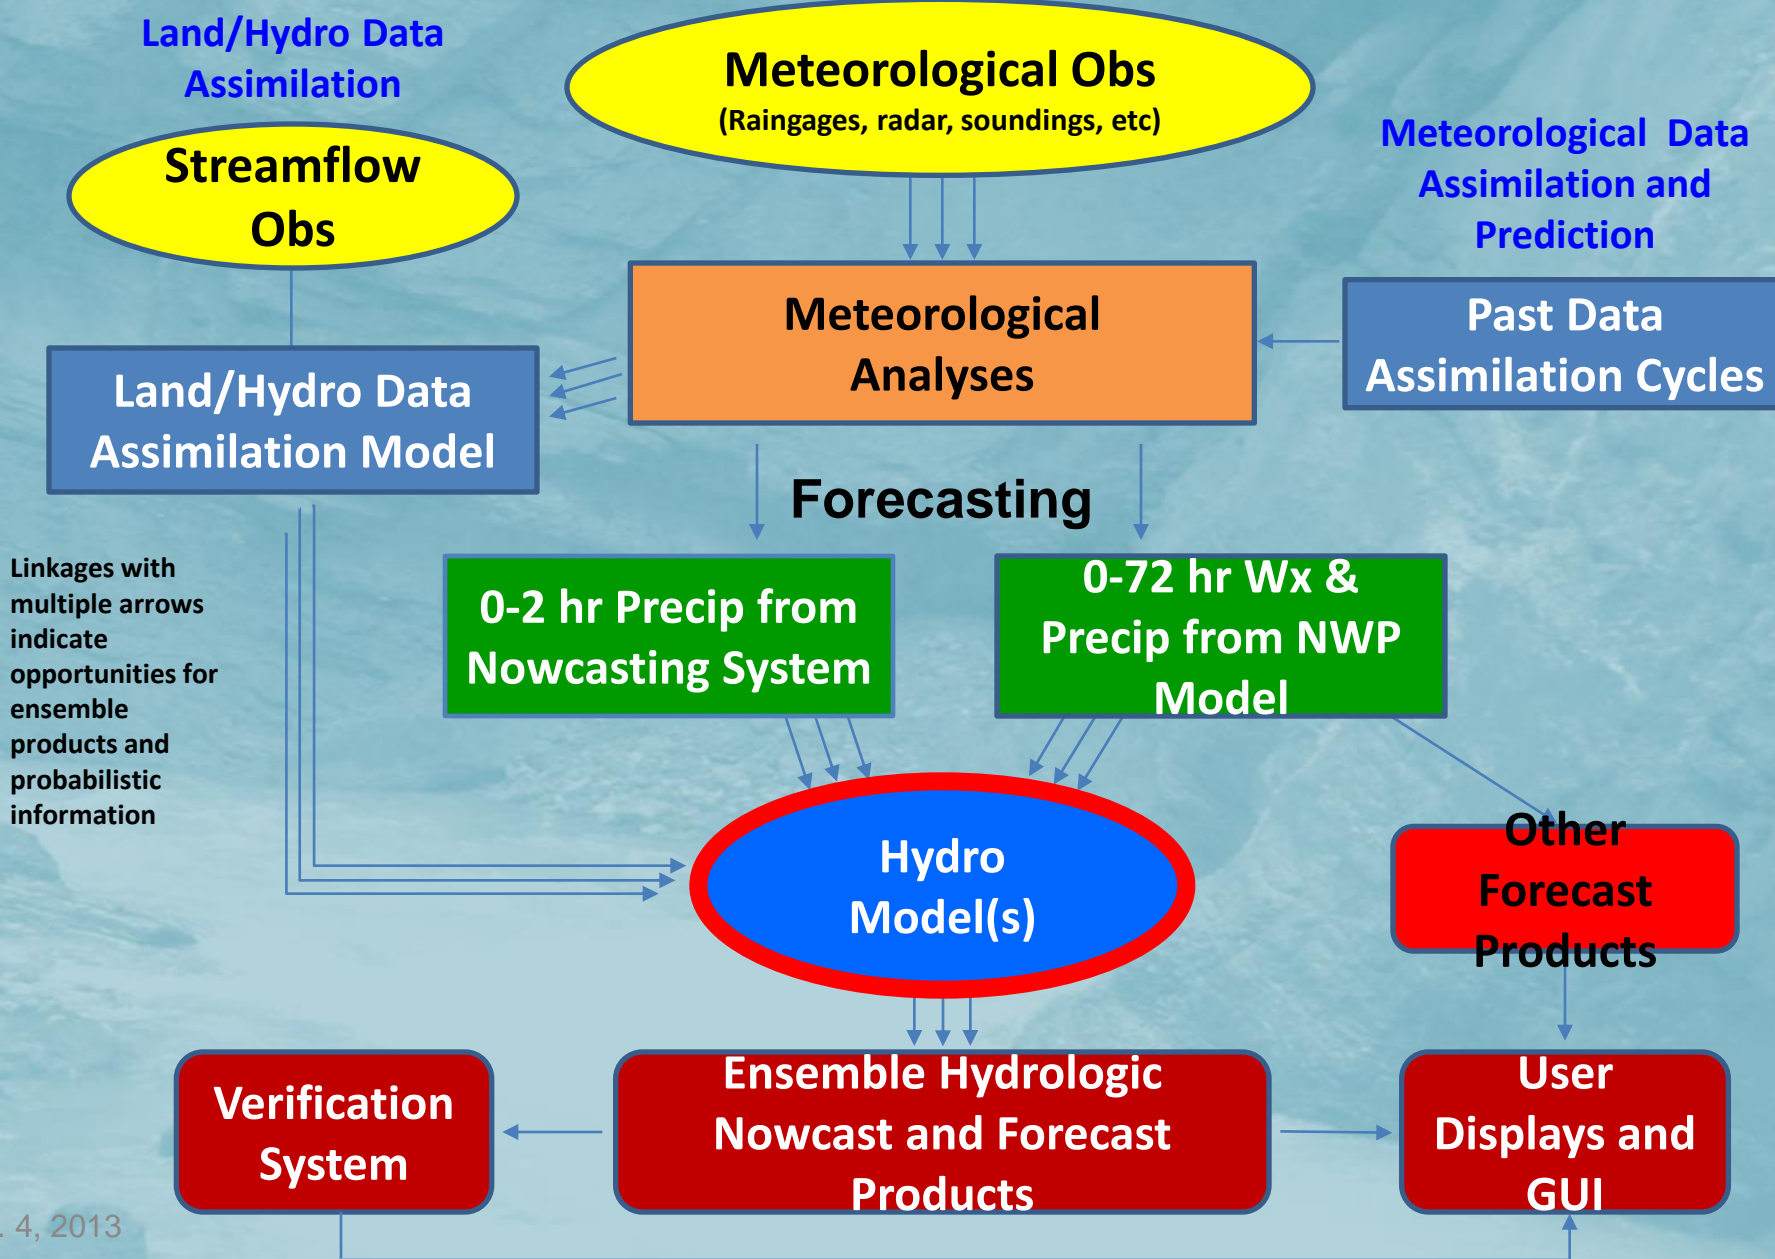 Land/Hydro Data
Assimilation
Meteorological Obs
(Raingages, radar, soundings, etc)
Meteorological Data
Assimilation and
Prediction
Streamflow
Obs
Meteorological
Analyses
Past Data
Assimilation Cycles
Land/Hydro Data
Assimilation Model
Forecasting
Linkages with
multiple arrows
indicate
opportunities for
ensemble
products and
probabilistic
information
0-2 hr Precip from
Nowcasting System
0-72 hr Wx &
Precip from NWP
Model
Hydro
Model(s)
Other
Forecast
Products
Verification
System
Ensemble Hydrologic
Nowcast and Forecast
Products
User
Displays and
GUI
. 4, 2013